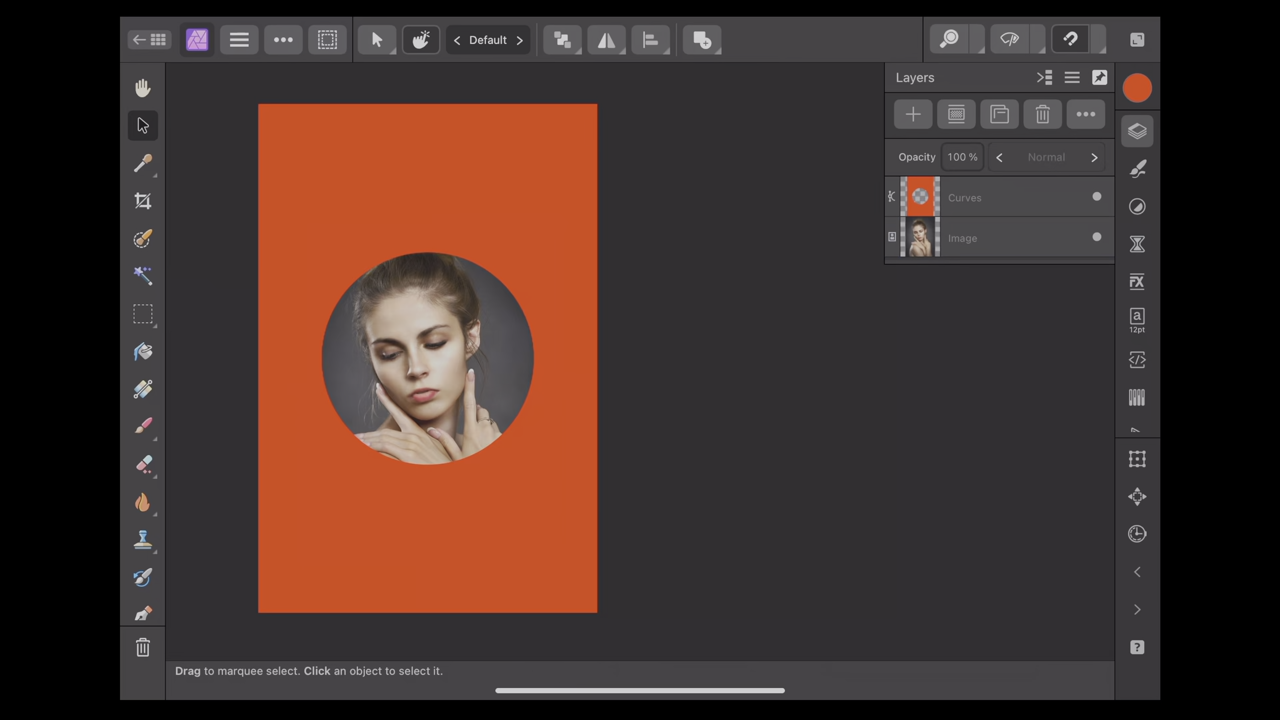 Default
Layers
Opacity 100 % Normal
Curves
Image
a
12pt
?
Drag to marquee select. Click an object to select it.